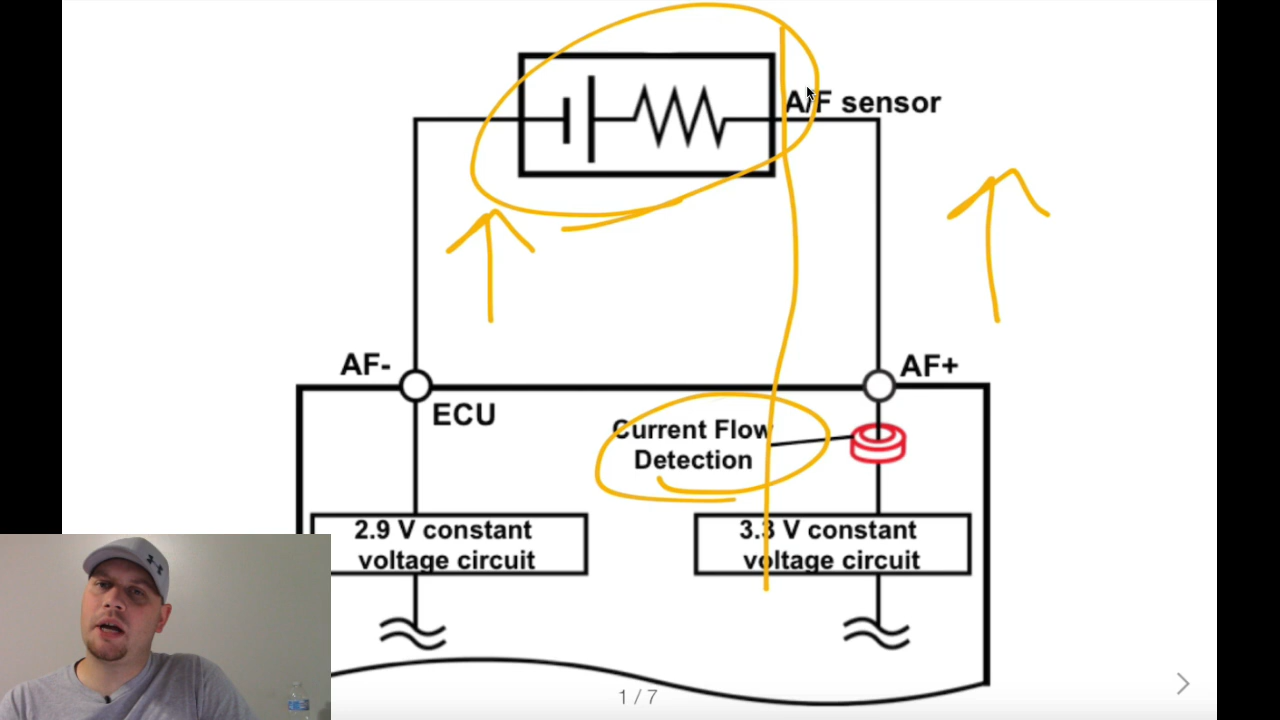 A/F sensor
AF-
AF+
ECU
Current Flow
Detection
2.9 V constant
voltage circuit
3.3 V constant
voltage circuit
1 / 7